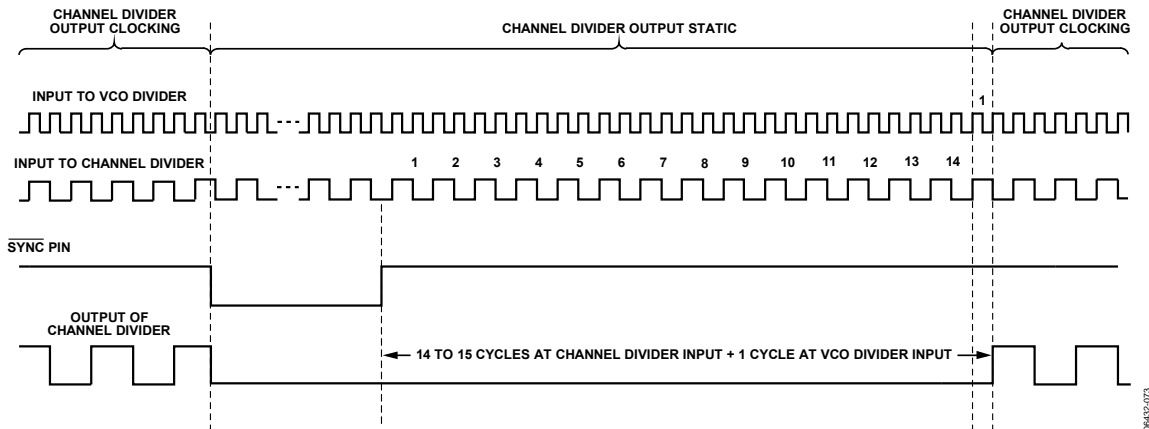 CHANNEL DIVIDER
OUTPUT CLOCKING
CHANNEL DIVIDER OUTPUT STATIC
CHANNEL DIVIDER
OUTPUT CLOCKING
INPUT TO VCO DIVIDER
1
INPUT TO CHANNEL DIVIDER
1 2 3 4 5 6 7 8 9 10 11 12 13 14
SYNC PIN
OUTPUT OF
CHANNEL DIVIDER
14 TO 15 CYCLES AT CHANNEL DIVIDER INPUT + 1 CYCLE AT VCO DIVIDER INPUT
06432-073